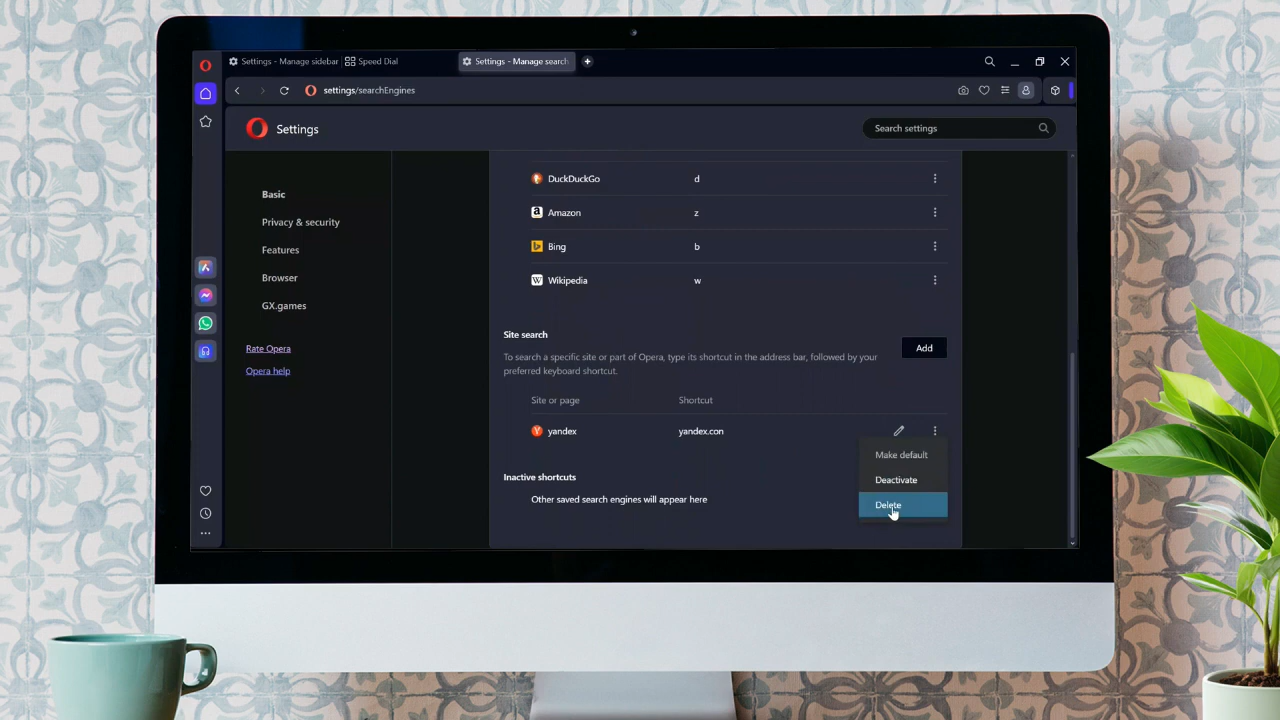 Settings - Manage sidebar
Speed Dial
Settings - Manage search
settings/searchEngines
Settings
Search settings
Basic
Privacy & security
Features
Browser
GX.games
Rate Opera
Opera help
DuckDuckGo d
Amazon z
Bing b
Wikipedia w
Site search
To search a specific site or part of Opera, type its shortcut in the address bar, followed by your
preferred keyboard shortcut.
Add
Site or page Shortcut
yandex yandex.con
Make default
Deactivate
Delete
Inactive shortcuts
Other saved search engines will appear here